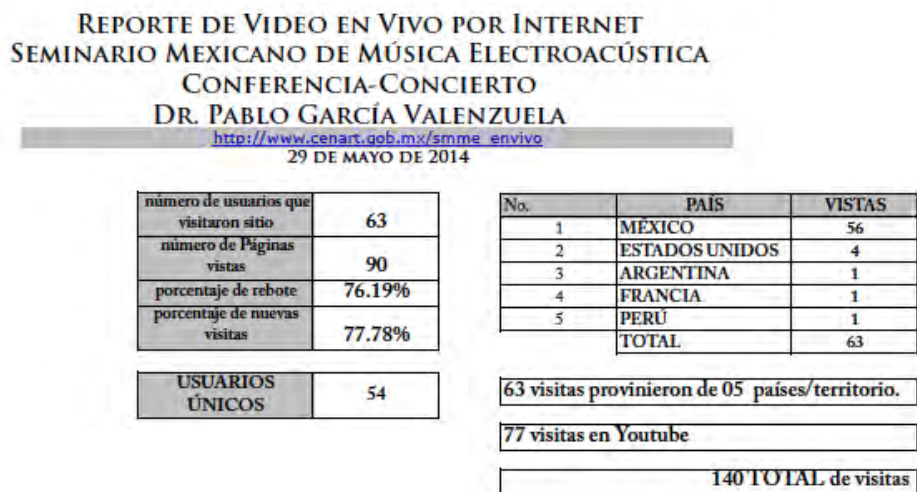 REPORTE DE VIDEO EN VIVO POR INTERNET
SEMINARIO MEXICANO DE MÚSICA ELECTROACÚSTICA
CONFERENCIA-CONCIERTO
DR. PABLO GARCÍA VALENZUELA
http://www.cenart.gob.mx/smme_envivo
29 DE MAYO DE 2014
número de usuarios que
visitaron sitio 63
número de Páginas
vistas 90
porcentaje de rebote 76.19%
porcentaje de nuevas
visitas 77.78%
USUARIOS
ÚNICOS 54
No. PAÍS VISTAS
1 MÉXICO 56
2 ESTADOS UNIDOS 4
3 ARGENTINA 1
4 FRANCIA 1
5 PERÚ 1
TOTAL 63
63 visitas provinieron de 05 países/territorio.
77 visitas en Youtube
140 TOTAL de visitas